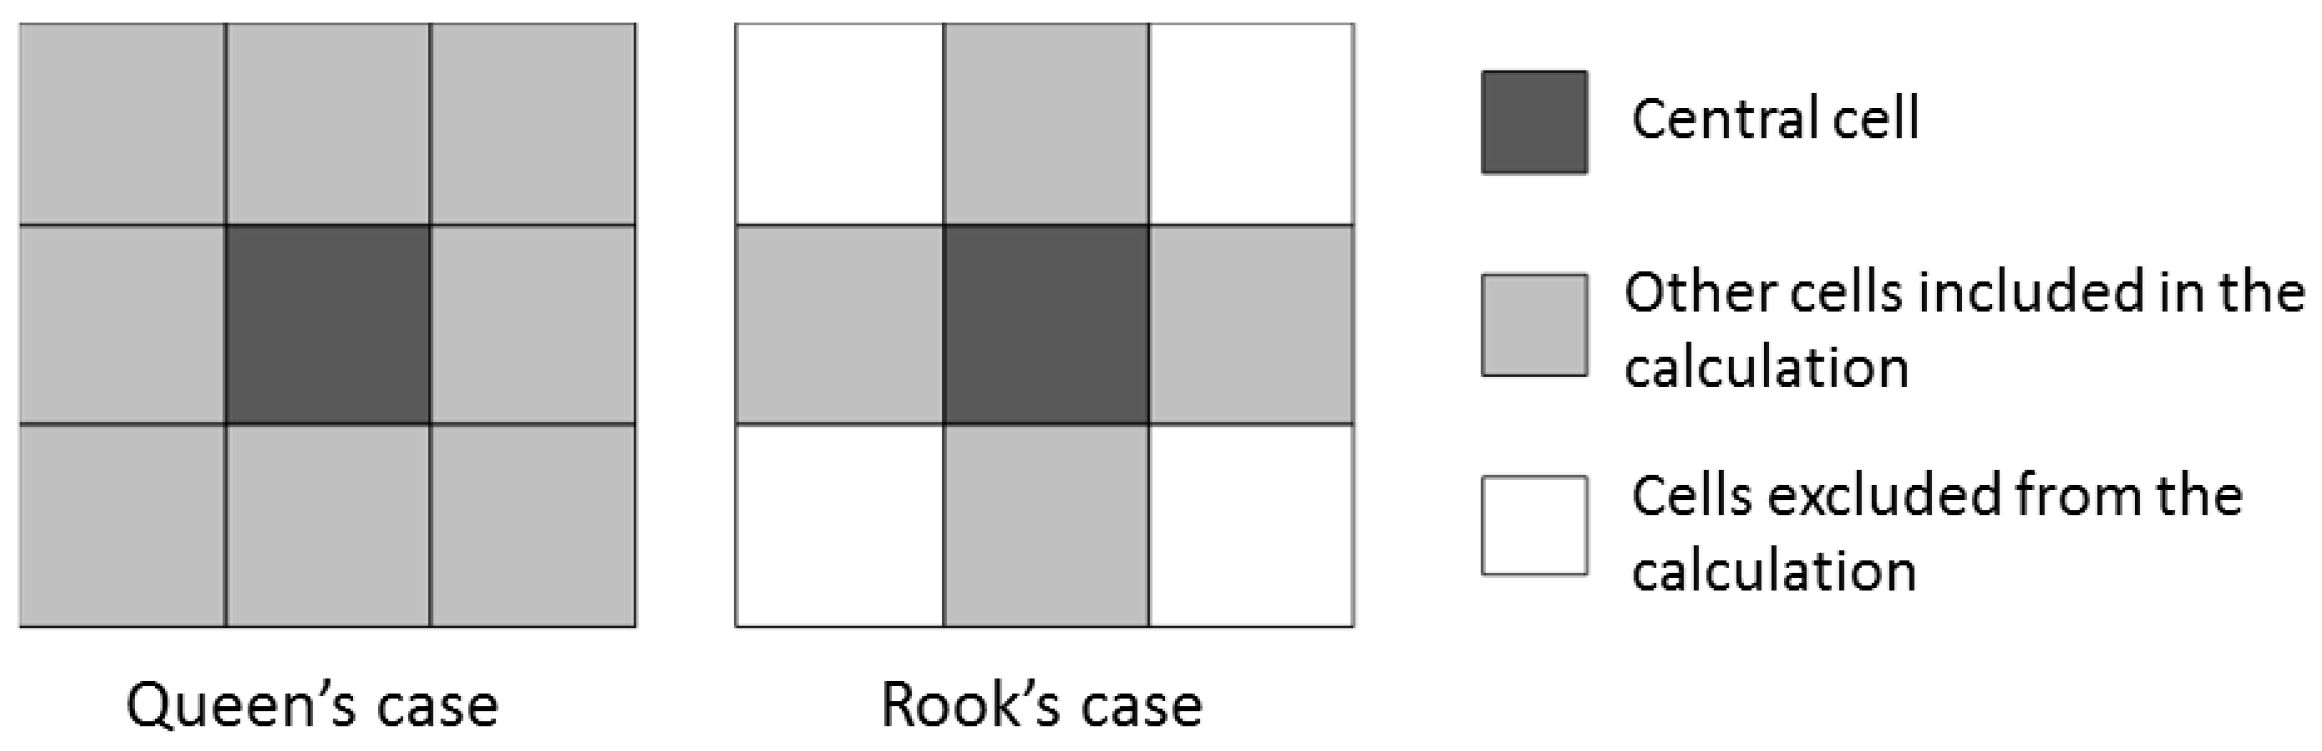 Central cell
Other cells included in the
calculation
Cells excluded from the
calculation
Queen’s case
Rook’s case